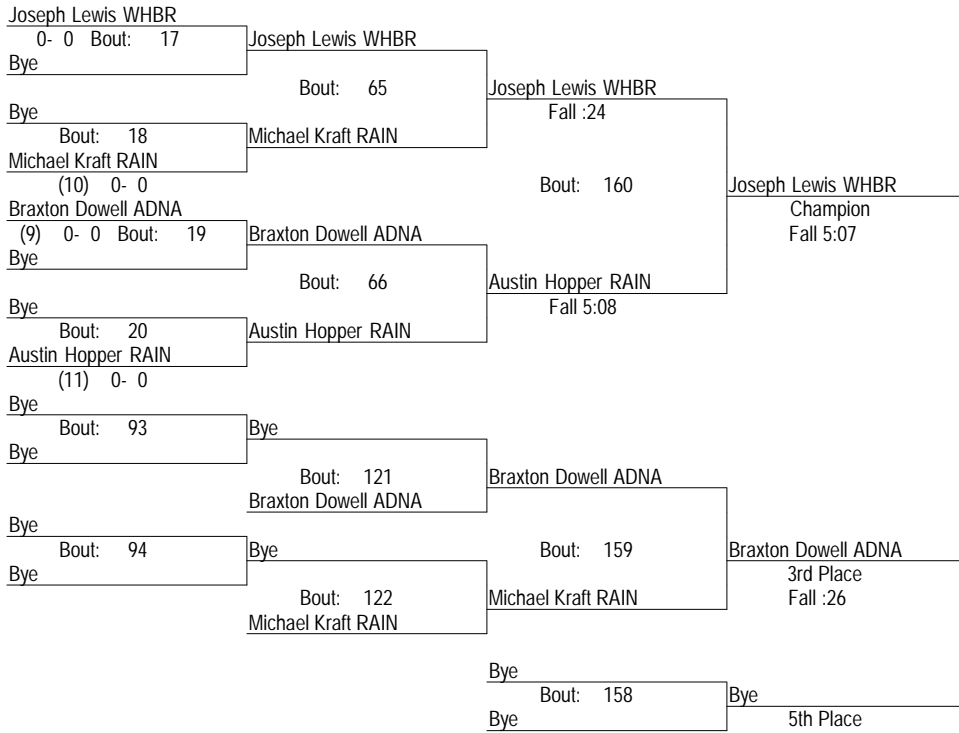 Joseph Lewis WHBR
0- 0 Bout: 17 Joseph Lewis WHBR
Bye
Bout: 65 Joseph Lewis WHBR
Bye Fall :24
Bout: 18 Michael Kraft RAIN
Michael Kraft RAIN
(10) 0- 0 Bout: 160 Joseph Lewis WHBR
Braxton Dowell ADNA Champion
(9) 0- 0 Bout: 19 Braxton Dowell ADNA Fall 5:07
Bye
Bout: 66 Austin Hopper RAIN
Bye Fall 5:08
Bout: 20 Austin Hopper RAIN
Austin Hopper RAIN
(11) 0- 0
Bye
Bout: 93 Bye
Bye
Bout: 121 Braxton Dowell ADNA
Braxton Dowell ADNA
Bye
Bout: 94 Bye Bout: 159 Braxton Dowell ADNA
Bye 3rd Place
Bout: 122 Michael Kraft RAIN Fall :26
Michael Kraft RAIN
Bye
Bout: 158 Bye
Bye 5th Place